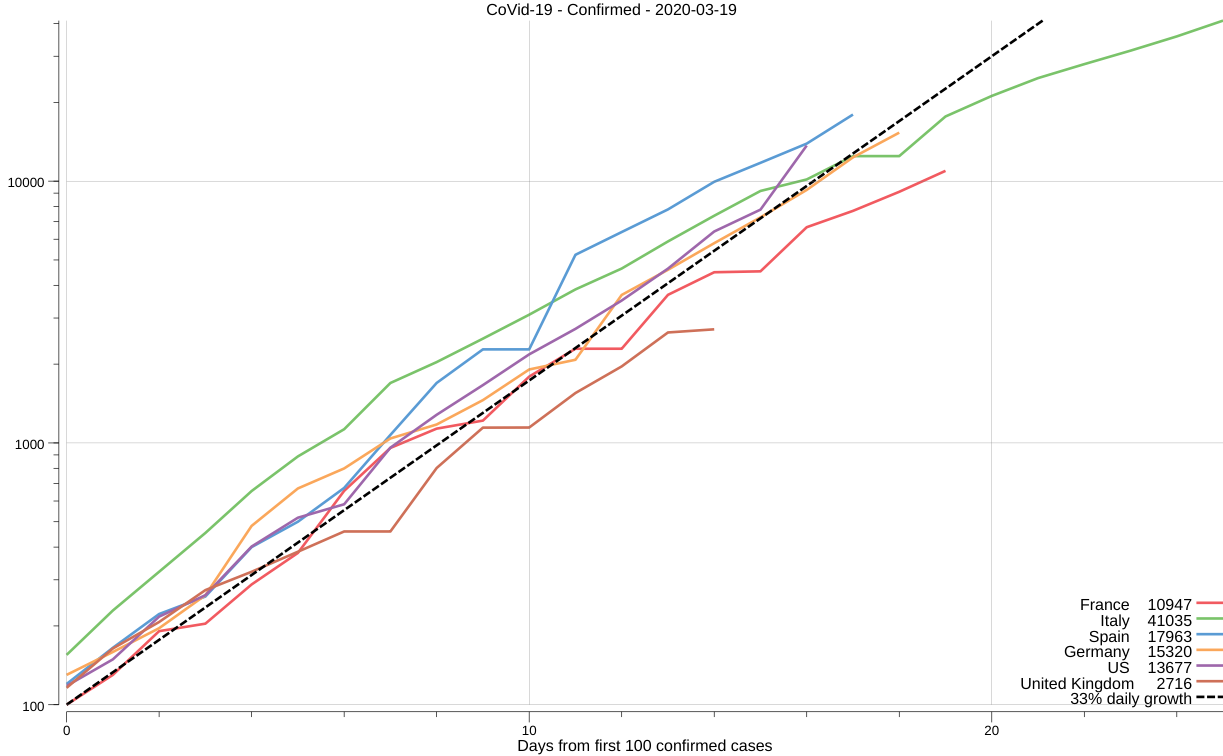 CoVid-19 - Confirmed - 2020-03-19
10000
1000
100
France 10947
Italy 41035
Spain 17963
Germany 15320
US 13677
United Kingdom 2716
33% daily growth
0 10 20
Days from first 100 confirmed cases